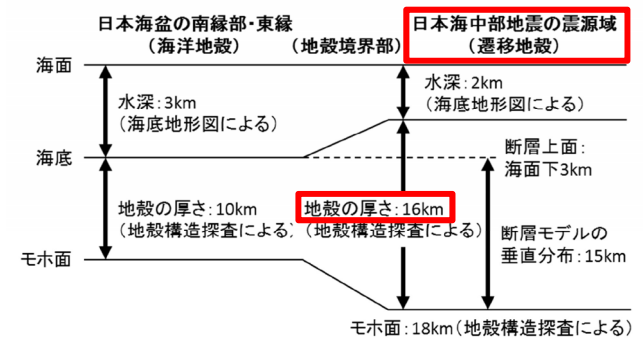 日本海盆の南縁部・東縁
(海洋地殻)
(地殻境界部)
日本海中部地震の震源域
(遷移地殻)
海面
水深:3km
(海底地形図による)
水深:2km
(海底地形図による)
海底
断層上面:
海面下3km
地殻の厚さ:10km
(地殻構造探査による)
地殻の厚さ:16km
(地殻構造探査による)
断層モデルの
垂直分布:15km
モホ面
モホ面:18km(地殻構造探査による)